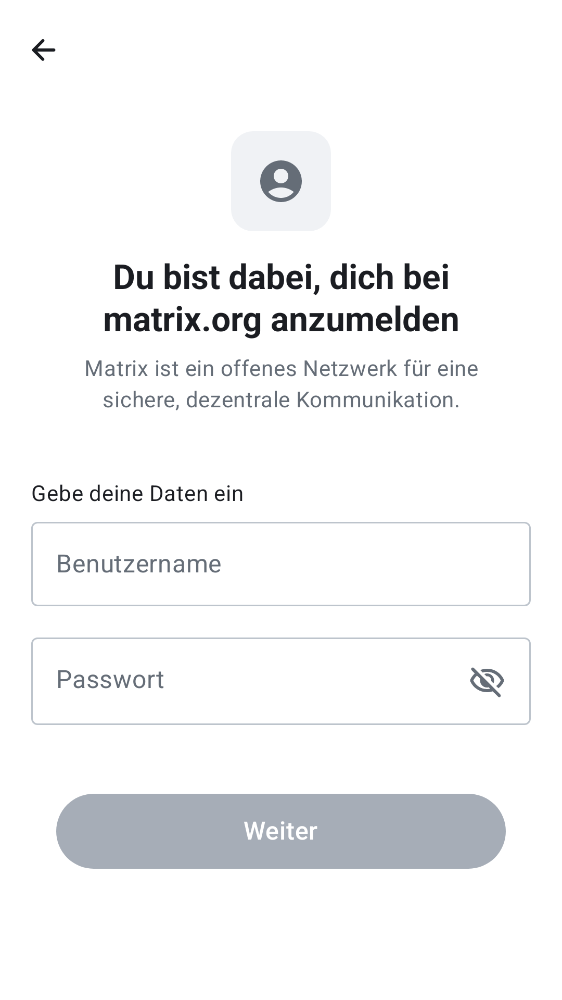 Du bist dabei, dich bei
matrix.org anzumelden
Matrix ist ein offenes Netzwerk für eine
sichere, dezentrale Kommunikation.
Gebe deine Daten ein
Benutzername
Passwort
Weiter